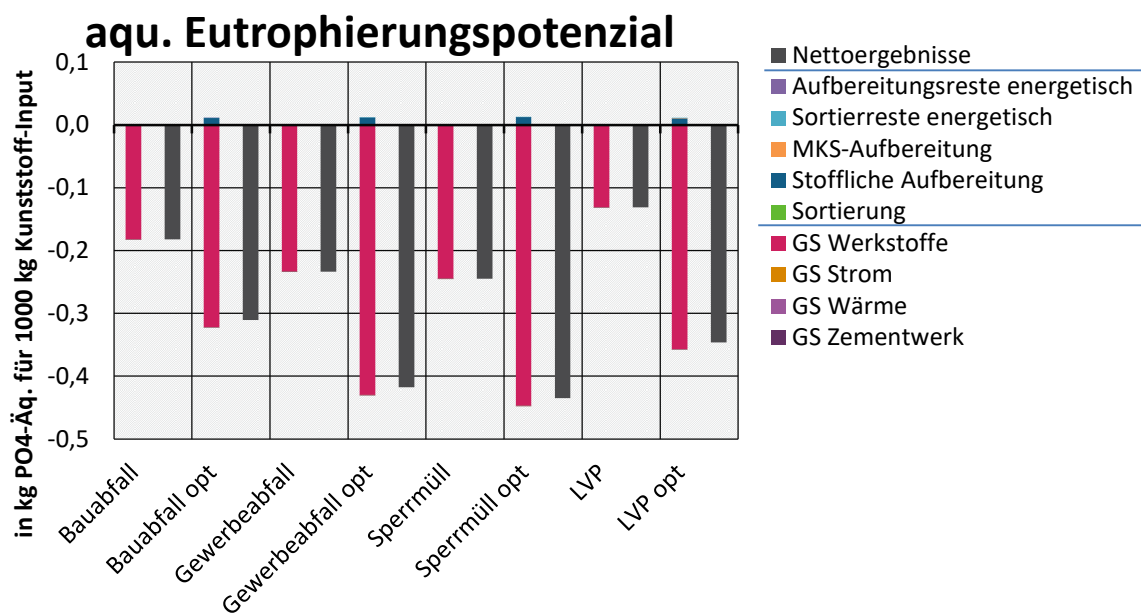 aqu. Eutrophierungspotenzial
in kg PO4-Äq. für 1000 kg Kunststoff-Input
0,1
0,0
-0,1
-0,2
-0,3
-0,4
-0,5
Bauabfall
Bauabfall opt
Gewerbeabfall
Gewerbeabfall opt
Sperrmüll
Sperrmüll opt
LVP
LVP opt
Nettoergebnisse
Aufbereitungsreste energetisch
Sortierreste energetisch
MKS-Aufbereitung
Stoffliche Aufbereitung
Sortierung
GS Werkstoffe
GS Strom
GS Wärme
GS Zementwerk